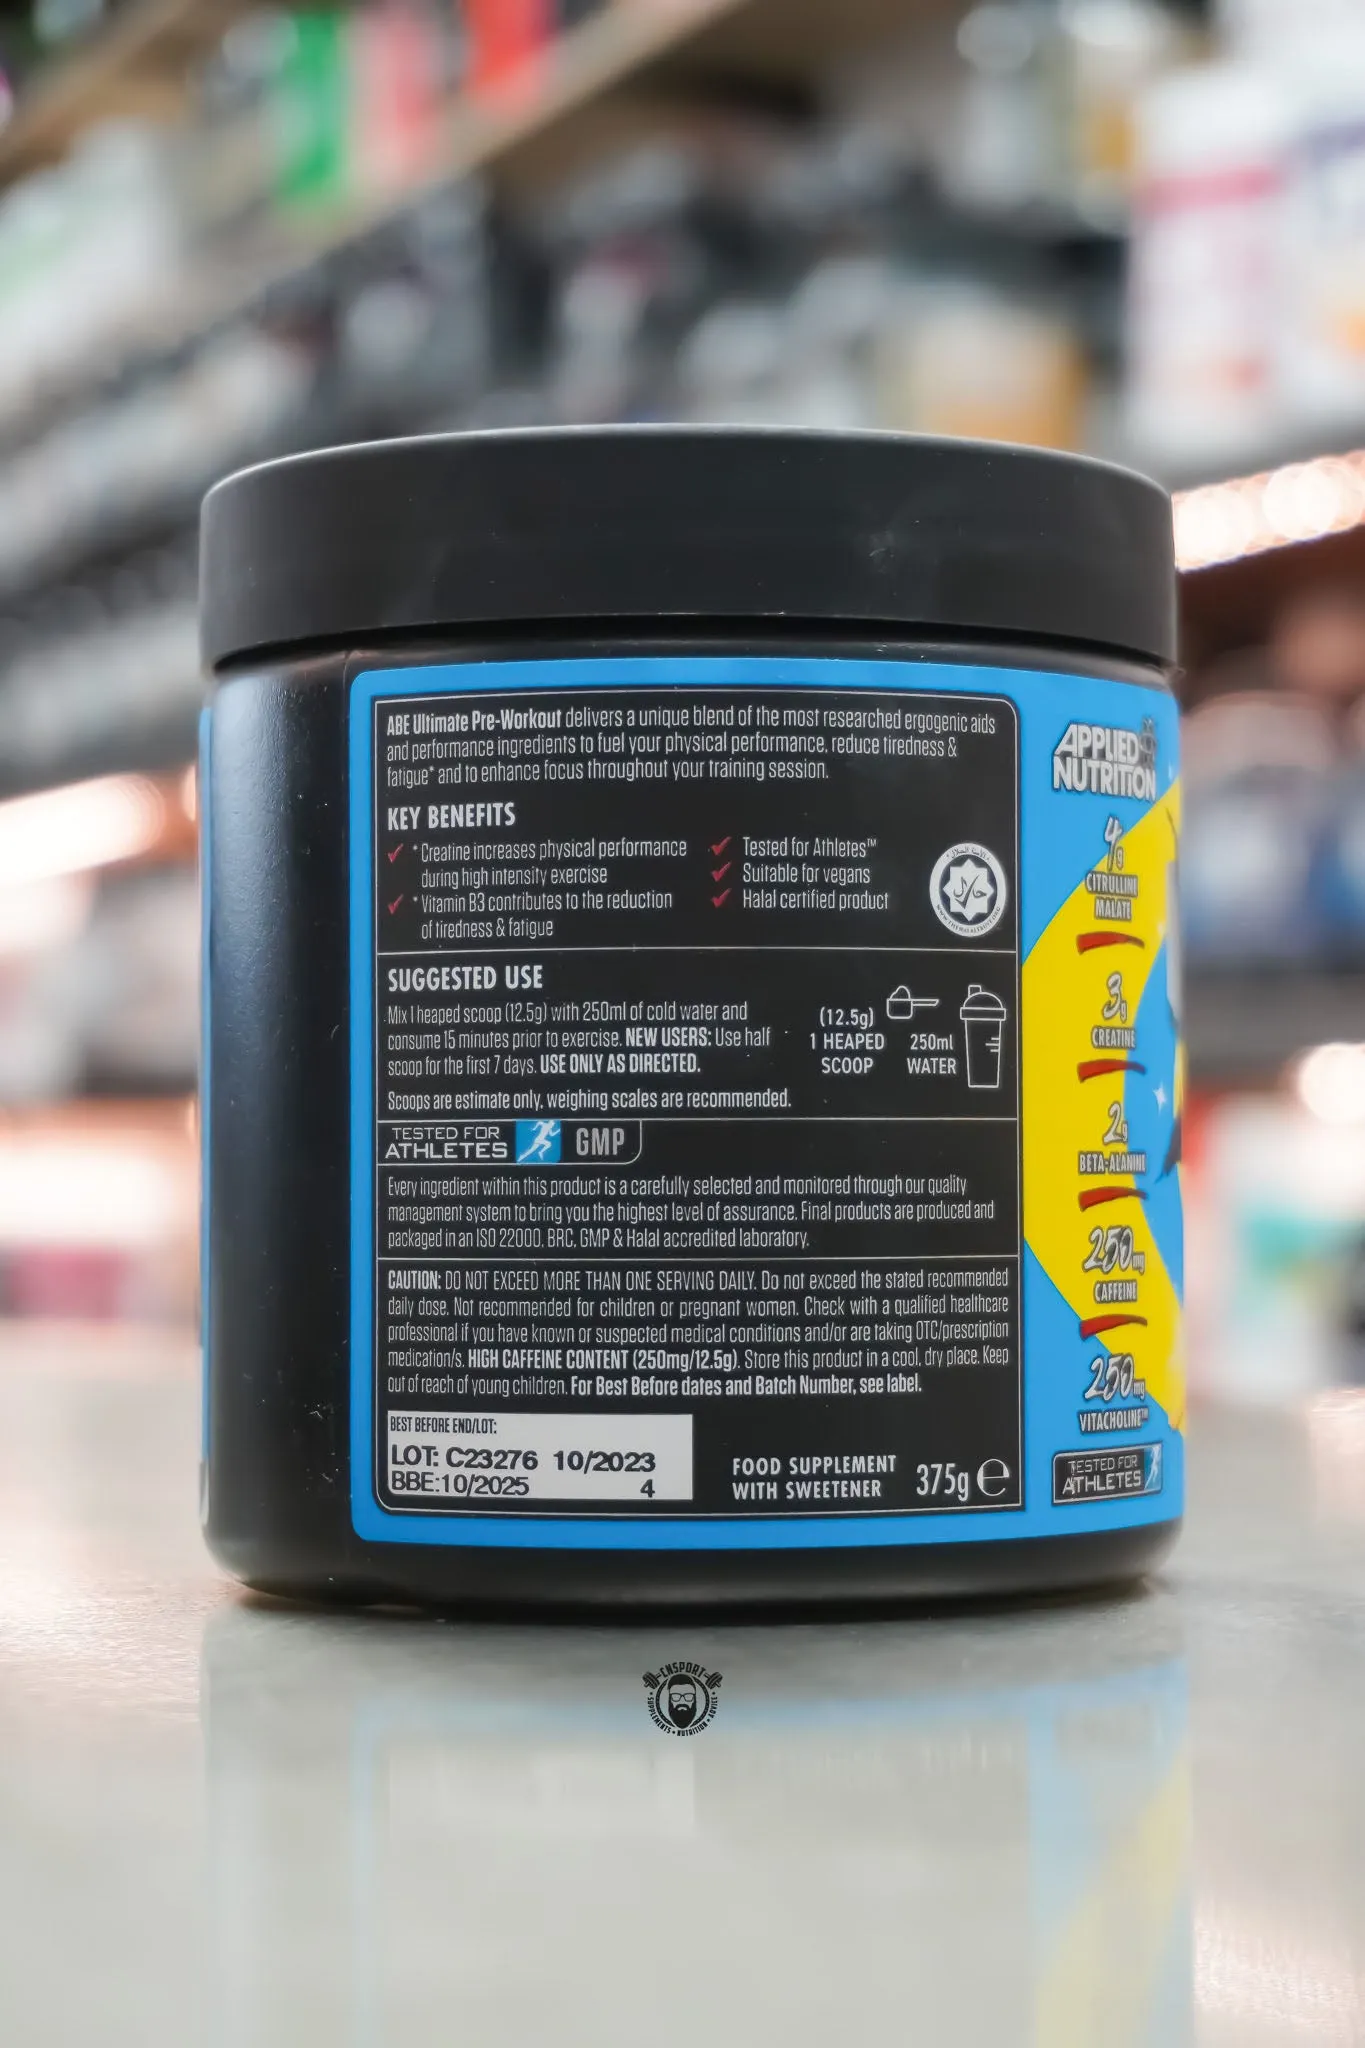 ABE Ultimate Pre-Workout delivers a unique blend of the most researched ergogenic aids
and performance ingredients to fuel your physical performance, reduce tiredness &
fatigue* and to enhance focus throughout your training session.
KEY BENEFITS
* Creatine increases physical performance
during high intensity exercise
* Vitamin B3 contributes to the reduction
of tiredness & fatigue
Tested for Athletes™
Suitable for vegans
Halal certified product
حلال
SUGGESTED USE
Mix 1 heaped scoop (12.5g) with 250ml of cold water and
consume 15 minutes prior to exercise. NEW USERS: Use half
scoop for the first 7 days. USE ONLY AS DIRECTED.
Scoops are estimate only, weighing scales are recommended.
(12.5g)
1 HEAPED
SCOOP
250ml
WATER
TESTED FOR
ATHLETES
GMP
Every ingredient within this product is a carefully selected and monitored through our quality
management system to bring you the highest level of assurance. Final products are produced and
packaged in an ISO 22000, BRC, GMP & Halal accredited laboratory.
CAUTION: DO NOT EXCEED MORE THAN ONE SERVING DAILY. Do not exceed the stated recommended
daily dose. Not recommended for children or pregnant women. Check with a qualified healthcare
professional if you have known or suspected medical conditions and/or are taking OTC/prescription
medication/s. HIGH CAFFEINE CONTENT (250mg/12.5g). Store this product in a cool, dry place. Keep
out of reach of young children. For Best Before dates and Batch Number, see label.
BEST BEFORE END/LOT:
LOT: C23276 10/2023
BBE:10/2025 4
FOOD SUPPLEMENT
WITH SWEETENER
375g ℮
APPLIED
NUTRITION
4g
CITRULLINE
MALATE
3g
CREATINE
2g
BETA-ALANINE
250mg
CAFFEINE
250mg
VITACHOLINE™
TESTED FOR
ATHLETES
CNSPORT
SUPPLEMENTS • NUTRITION • ADVICE